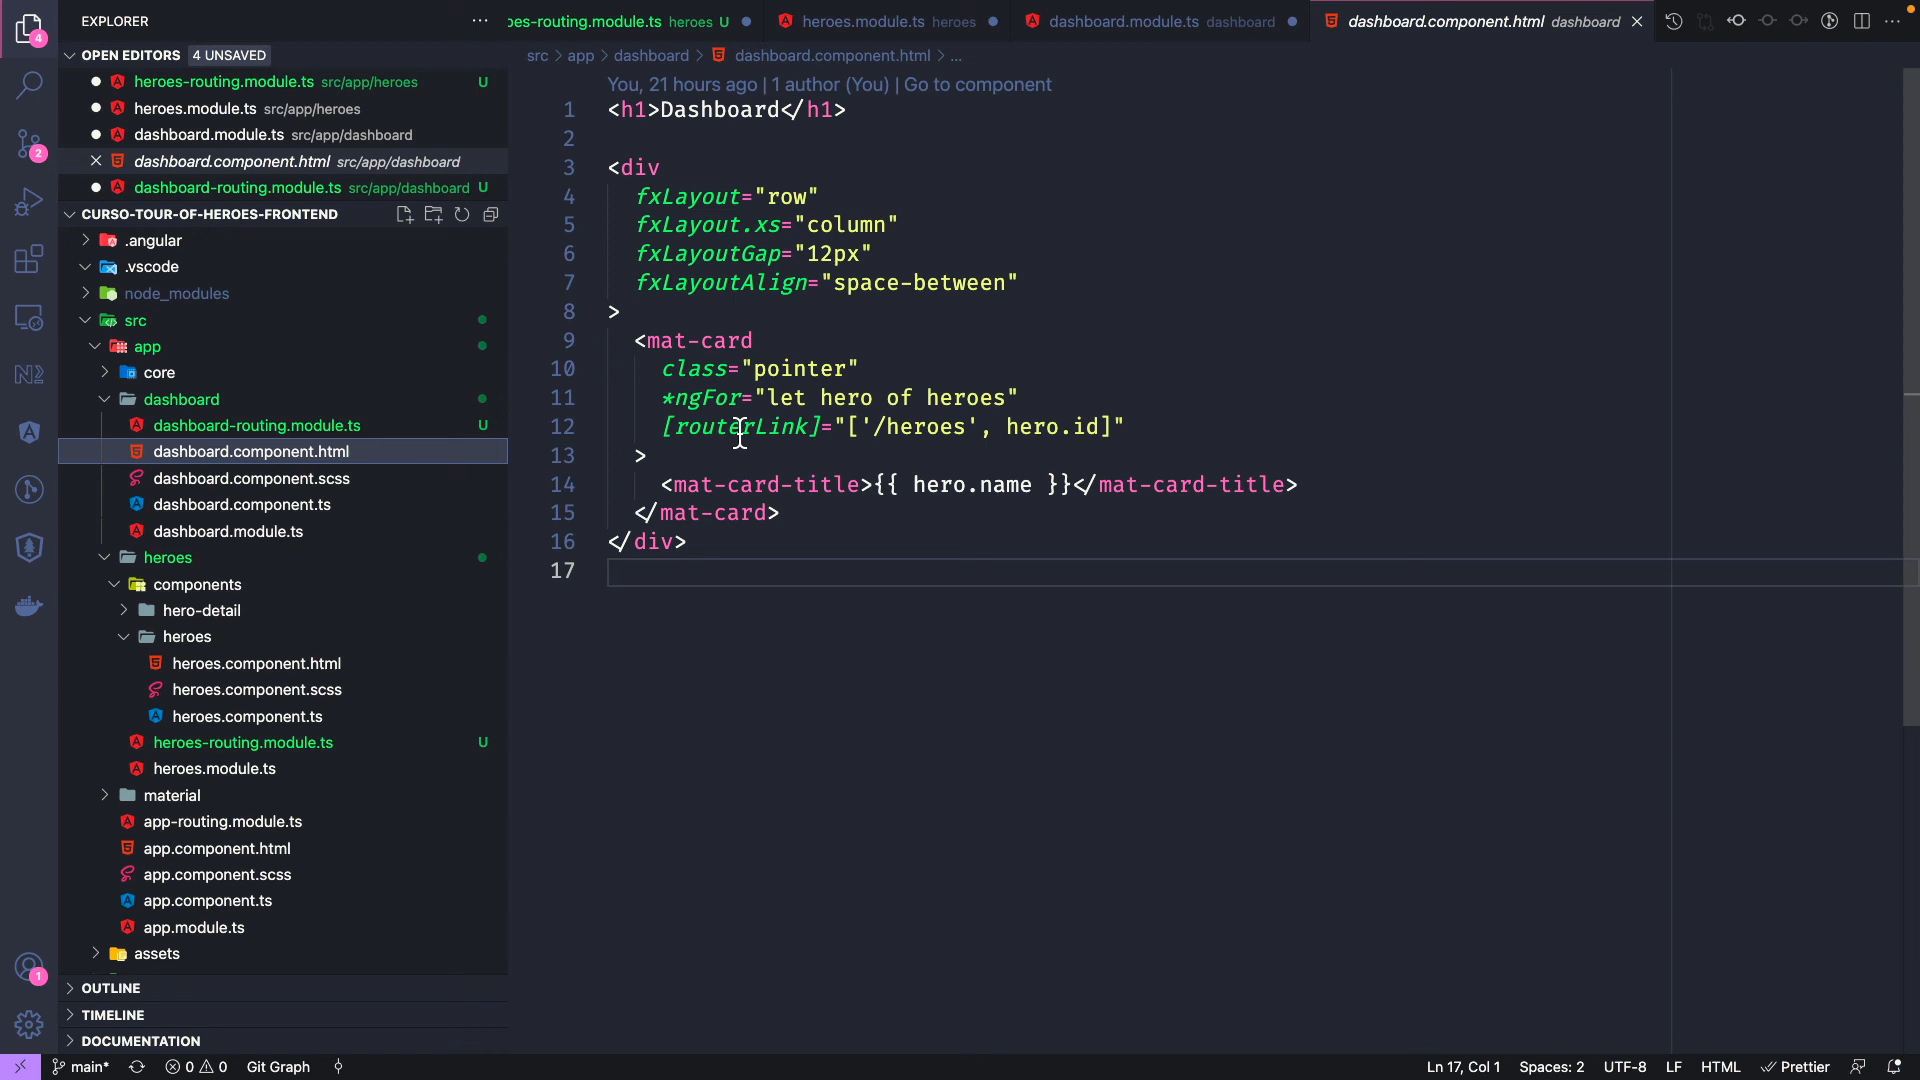 EXPLORER
4
OPEN EDITORS 4 UNSAVED
heroes-routing.module.ts src/app/heroes U
heroes.module.ts src/app/heroes
dashboard.module.ts src/app/dashboard
dashboard.component.html src/app/dashboard
dashboard-routing.module.ts src/app/dashboard U
2
CURSO-TOUR-OF-HEROES-FRONTEND
.angular
.vscode
node_modules
src
app
core
dashboard
dashboard-routing.module.ts U
dashboard.component.html
dashboard.component.scss
dashboard.component.ts
dashboard.module.ts
heroes
components
hero-detail
heroes
heroes.component.html
heroes.component.scss
heroes.component.ts
heroes-routing.module.ts U
heroes.module.ts
material
app-routing.module.ts
app.component.html
app.component.scss
app.component.ts
app.module.ts
assets
1
OUTLINE
TIMELINE
DOCUMENTATION
oes-routing.module.ts heroes U
heroes.module.ts heroes
dashboard.module.ts dashboard
dashboard.component.html dashboard
src > app > dashboard > dashboard.component.html > ...
You, 21 hours ago | 1 author (You) | Go to component
1 <h1>Dashboard</h1>
2
3 <div
4 fxLayout="row"
5 fxLayout.xs="column"
6 fxLayoutGap="12px"
7 fxLayoutAlign="space-between"
8 >
9 <mat-card
10 class="pointer"
11 *ngFor="let hero of heroes"
12 [routerLink]="['/heroes', hero.id]"
13 >
14 <mat-card-title>{{ hero.name }}</mat-card-title>
15 </mat-card>
16 </div>
17
main* 0 0 Git Graph
Ln 17, Col 1 Spaces: 2 UTF-8 LF HTML Prettier